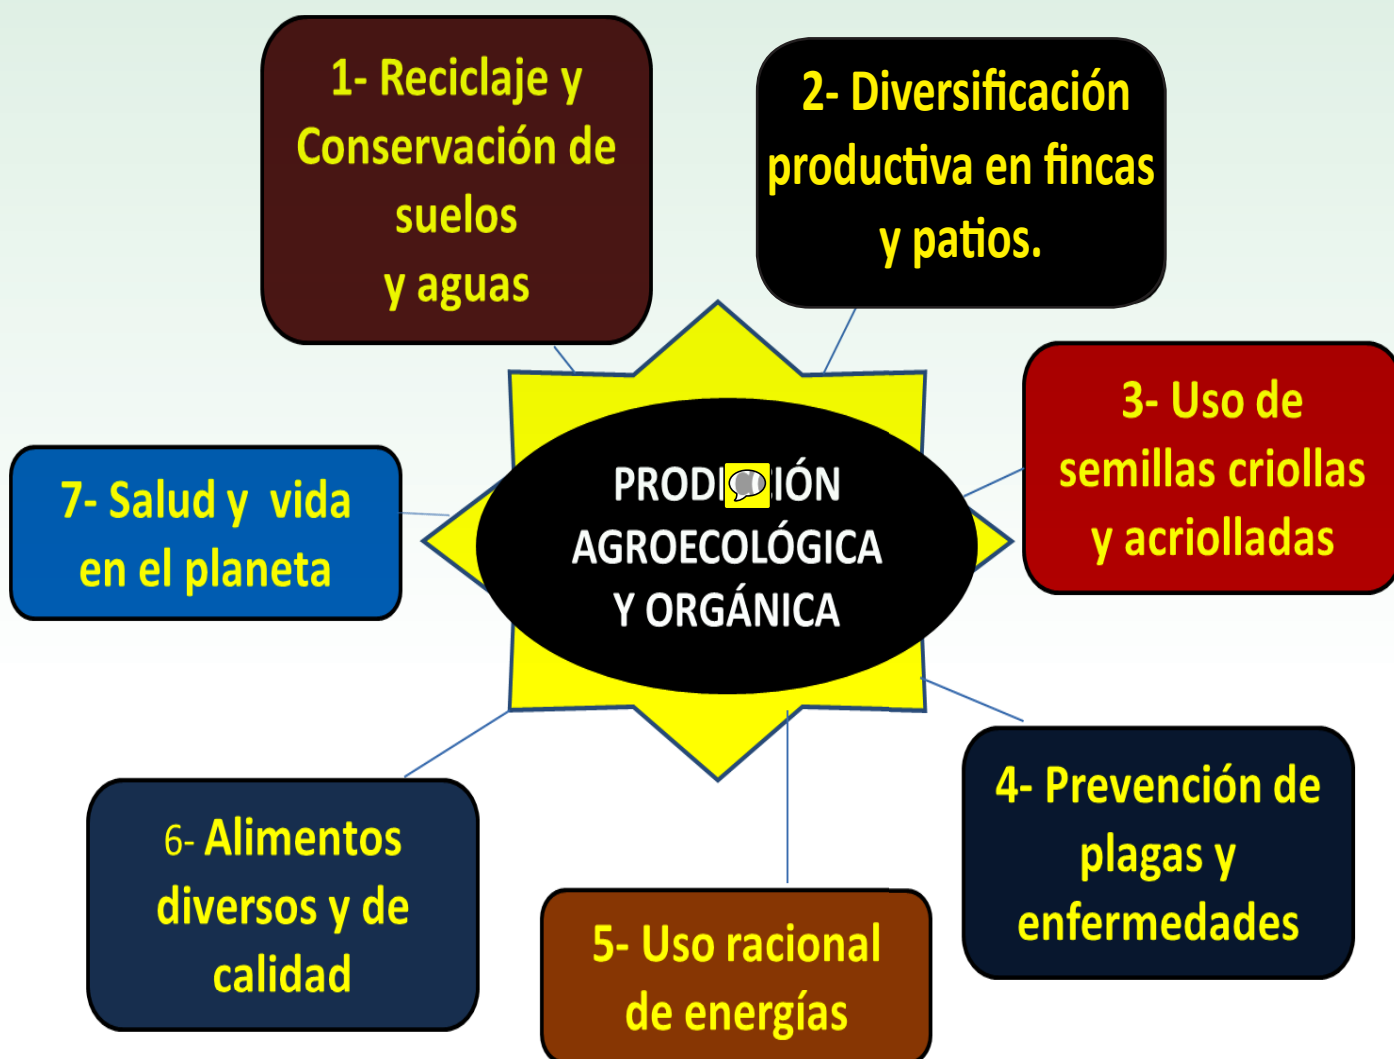 1- Reciclaje y
Conservación de
suelos
y aguas
2- Diversificación
productiva en fincas
y patios.
3- Uso de
semillas criollas
y acriolladas
4- Prevención de
plagas y
enfermedades
5- Uso racional
de energías
6- Alimentos
diversos y de
calidad
7- Salud y  vida
en el planeta
AGROECOLÓGICA
Y ORGÁNICA